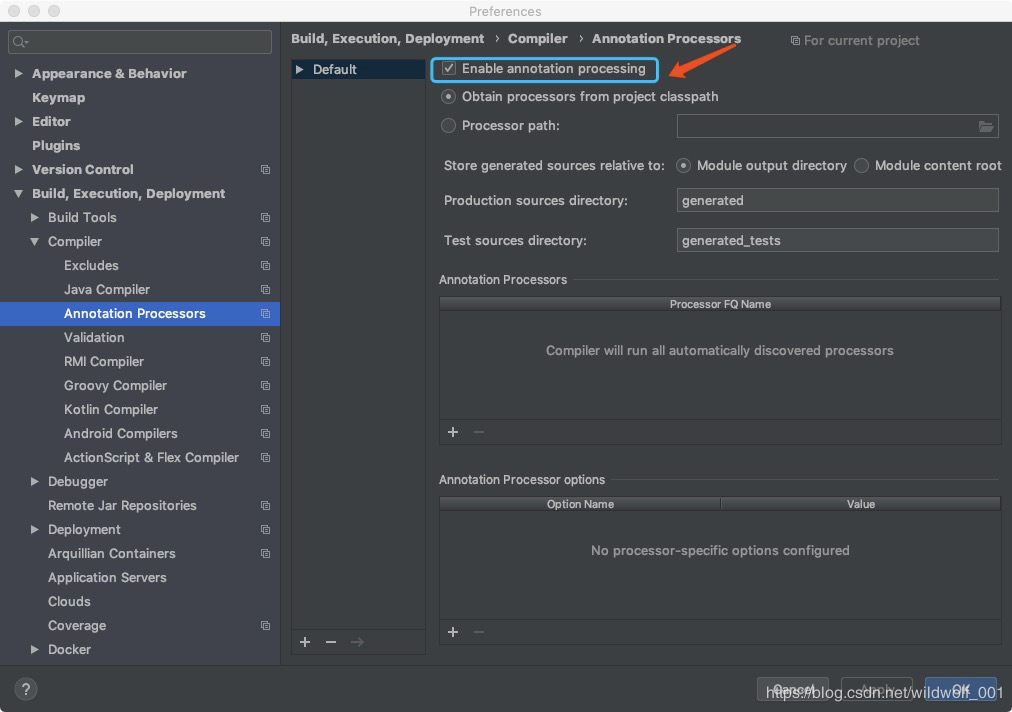 Preferences
Build, Execution, Deployment › Compiler › Annotation Processors
For current project
Appearance & Behavior
Keymap
Editor
Plugins
Version Control
Build, Execution, Deployment
Build Tools
Compiler
Excludes
Java Compiler
Annotation Processors
Validation
RMI Compiler
Groovy Compiler
Kotlin Compiler
Android Compilers
ActionScript & Flex Compiler
Debugger
Remote Jar Repositories
Deployment
Arquillian Containers
Application Servers
Clouds
Coverage
Docker
Default
Enable annotation processing
Obtain processors from project classpath
Processor path:
Store generated sources relative to: Module output directory Module content root
Production sources directory: generated
Test sources directory: generated_tests
Annotation Processors
Processor FQ Name
Compiler will run all automatically discovered processors
Annotation Processor options
Option Name Value
No processor-specific options configured
?
Cancel Apply OK
https://blog.csdn.net/wildwolf_001